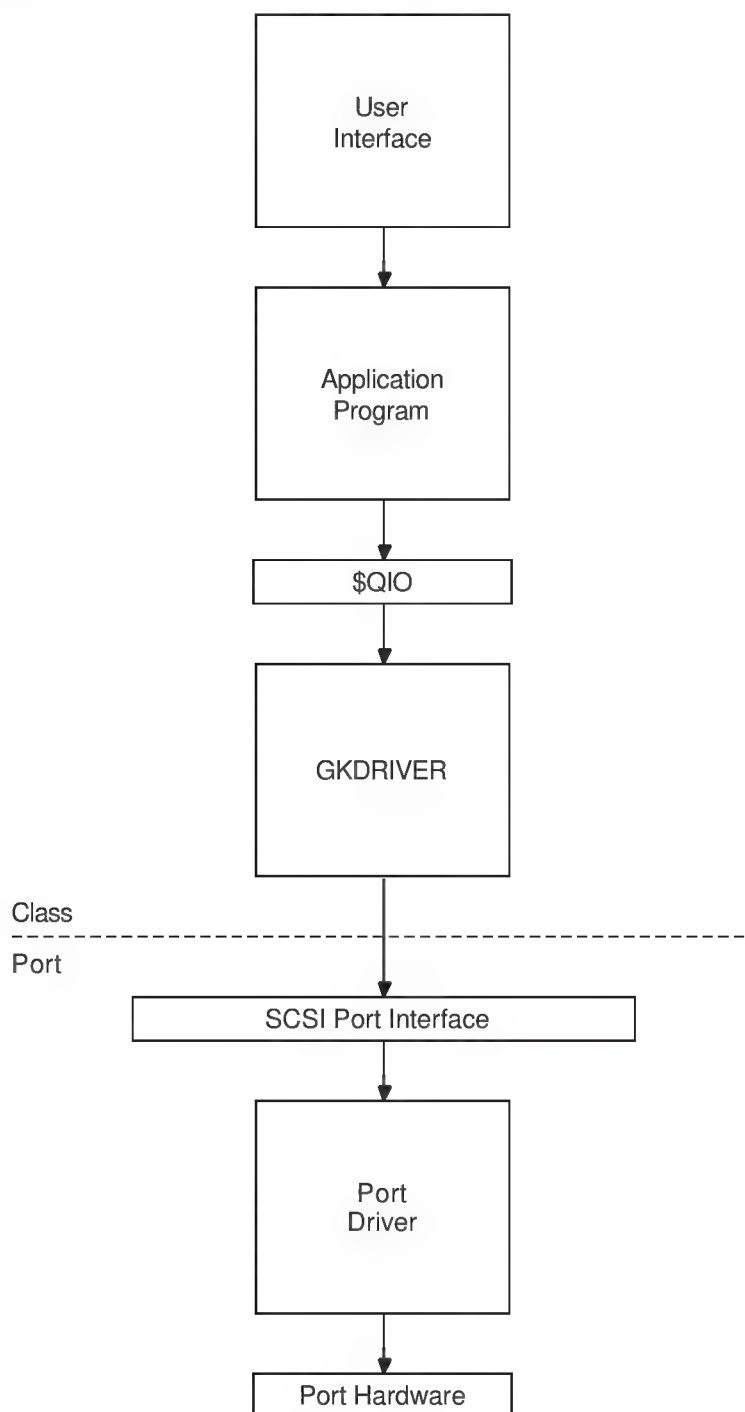 User
Interface
Application
Program
$QIO
GKDRIVER
Class
Port
SCSI Port Interface
Port
Driver
Port Hardware